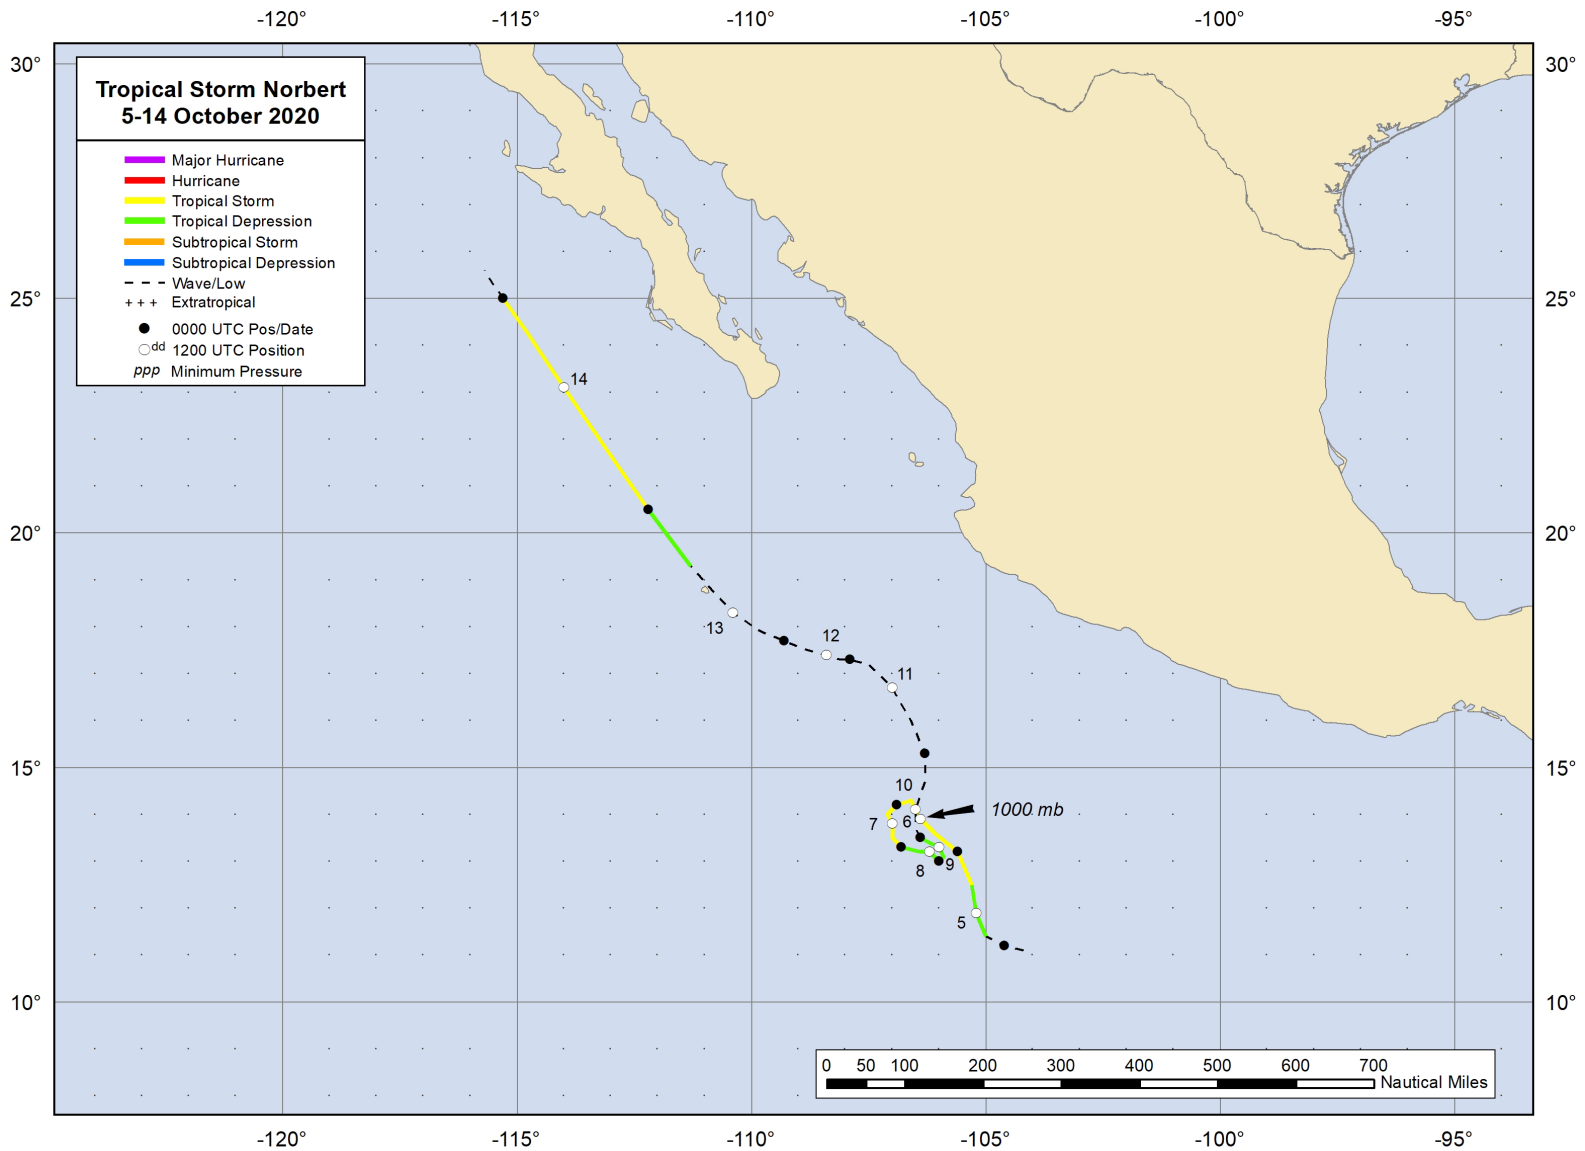 -120°
-115°
-110°
-105°
-100°
-95°
30°
30°
Tropical Storm Norbert
5-14 October 2020
Major Hurricane
Hurricane
Tropical Storm
Tropical Depression
Subtropical Storm
Subtropical Depression
Wave/Low
+ + + Extratropical
0000 UTC Pos/Date
dd 1200 UTC Position
ppp Minimum Pressure
25°
25°
14
20°
20°
13
12
11
15°
15°
10
1000 mb
7
6
8
9
5
10°
10°
0 50 100 200 300 400 500 600 700
Nautical Miles
-120°
-115°
-110°
-105°
-100°
-95°